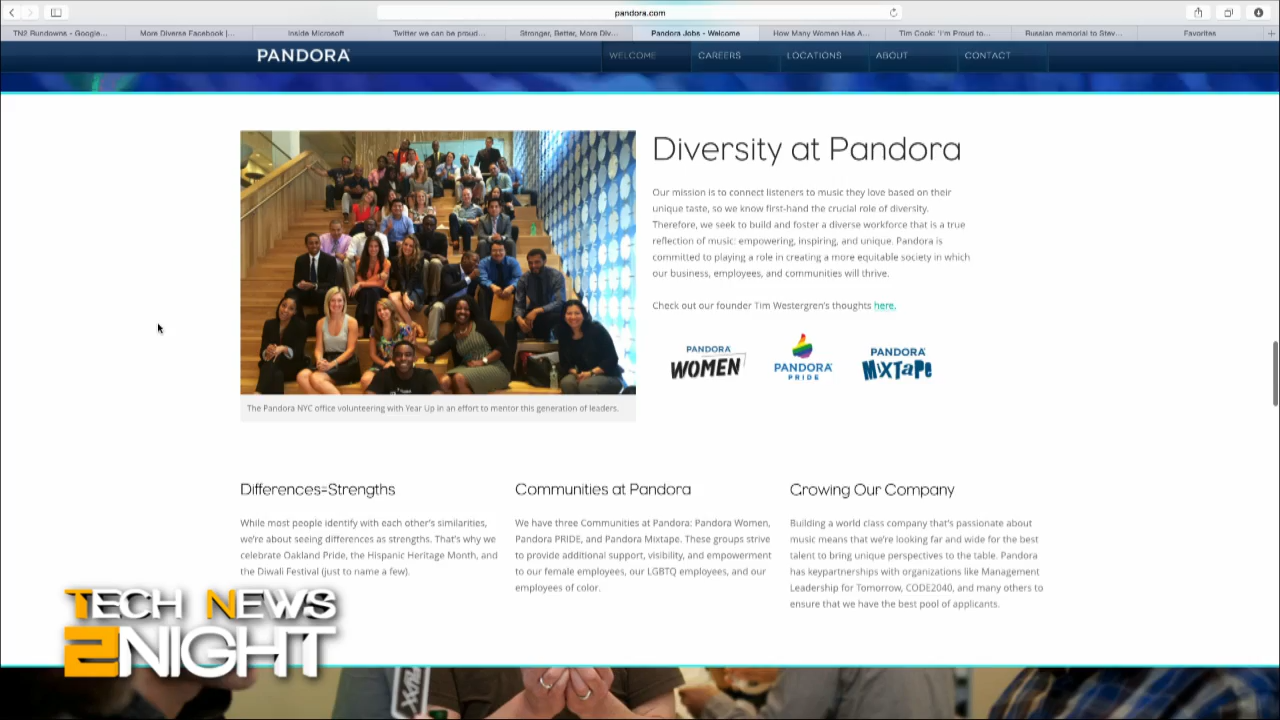 pandora.com
TN2 Rundowns - Google...
More Diverse Facebook |...
Inside Microsoft
Twitter we can be proud...
Stronger, Better, More Div...
Pandora Jobs - Welcome
How Many Women Has A...
Tim Cook: 'I'm Proud to...
Russian memorial to Stev...
Favorites
PANDORA
WELCOME
CAREERS
LOCATIONS
ABOUT
CONTACT
Diversity at Pandora
Our mission is to connect listeners to music they love based on their
unique taste, so we know first-hand the crucial role of diversity.
Therefore, we seek to build and foster a diverse workforce that is a true
reflection of music: empowering, inspiring, and unique. Pandora is
committed to playing a role in creating a more equitable society in which
our business, employees, and communities will thrive.
Check out our founder Tim Westergren's thoughts here.
PANDORA
WOMEN
PANDORA
PRIDE
PANDORA
MIXTAPE
The Pandora NYC office volunteering with Year Up in an effort to mentor this generation of leaders.
Differences=Strengths
While most people identify with each other's similarities,
we're about seeing differences as strengths. That's why we
celebrate Oakland Pride, the Hispanic Heritage Month, and
the Diwali Festival (just to name a few).
Communities at Pandora
We have three Communities at Pandora: Pandora Women,
Pandora PRIDE, and Pandora Mixtape. These groups strive
to provide additional support, visibility, and empowerment
to our female employees, our LGBTQ employees, and our
employees of color.
Growing Our Company
Building a world class company that's passionate about
music means that we're looking far and wide for the best
talent to bring unique perspectives to the table. Pandora
has keypartnerships with organizations like Management
Leadership for Tomorrow, CODE2040, and many others to
ensure that we have the best pool of applicants.
TECH NEWS
2NIGHT